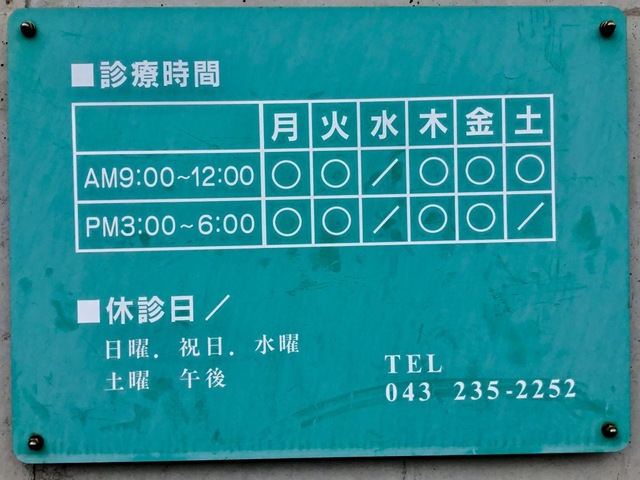 ■診療時間
月 火 水 木 金 土
AM9:00~12:00 ○ ○ / ○ ○ ○
PM3:00~6:00 ○ ○ / ○ ○ /
■休診日/
日曜. 祝日. 水曜
土曜 午後
TEL
043 235-2252